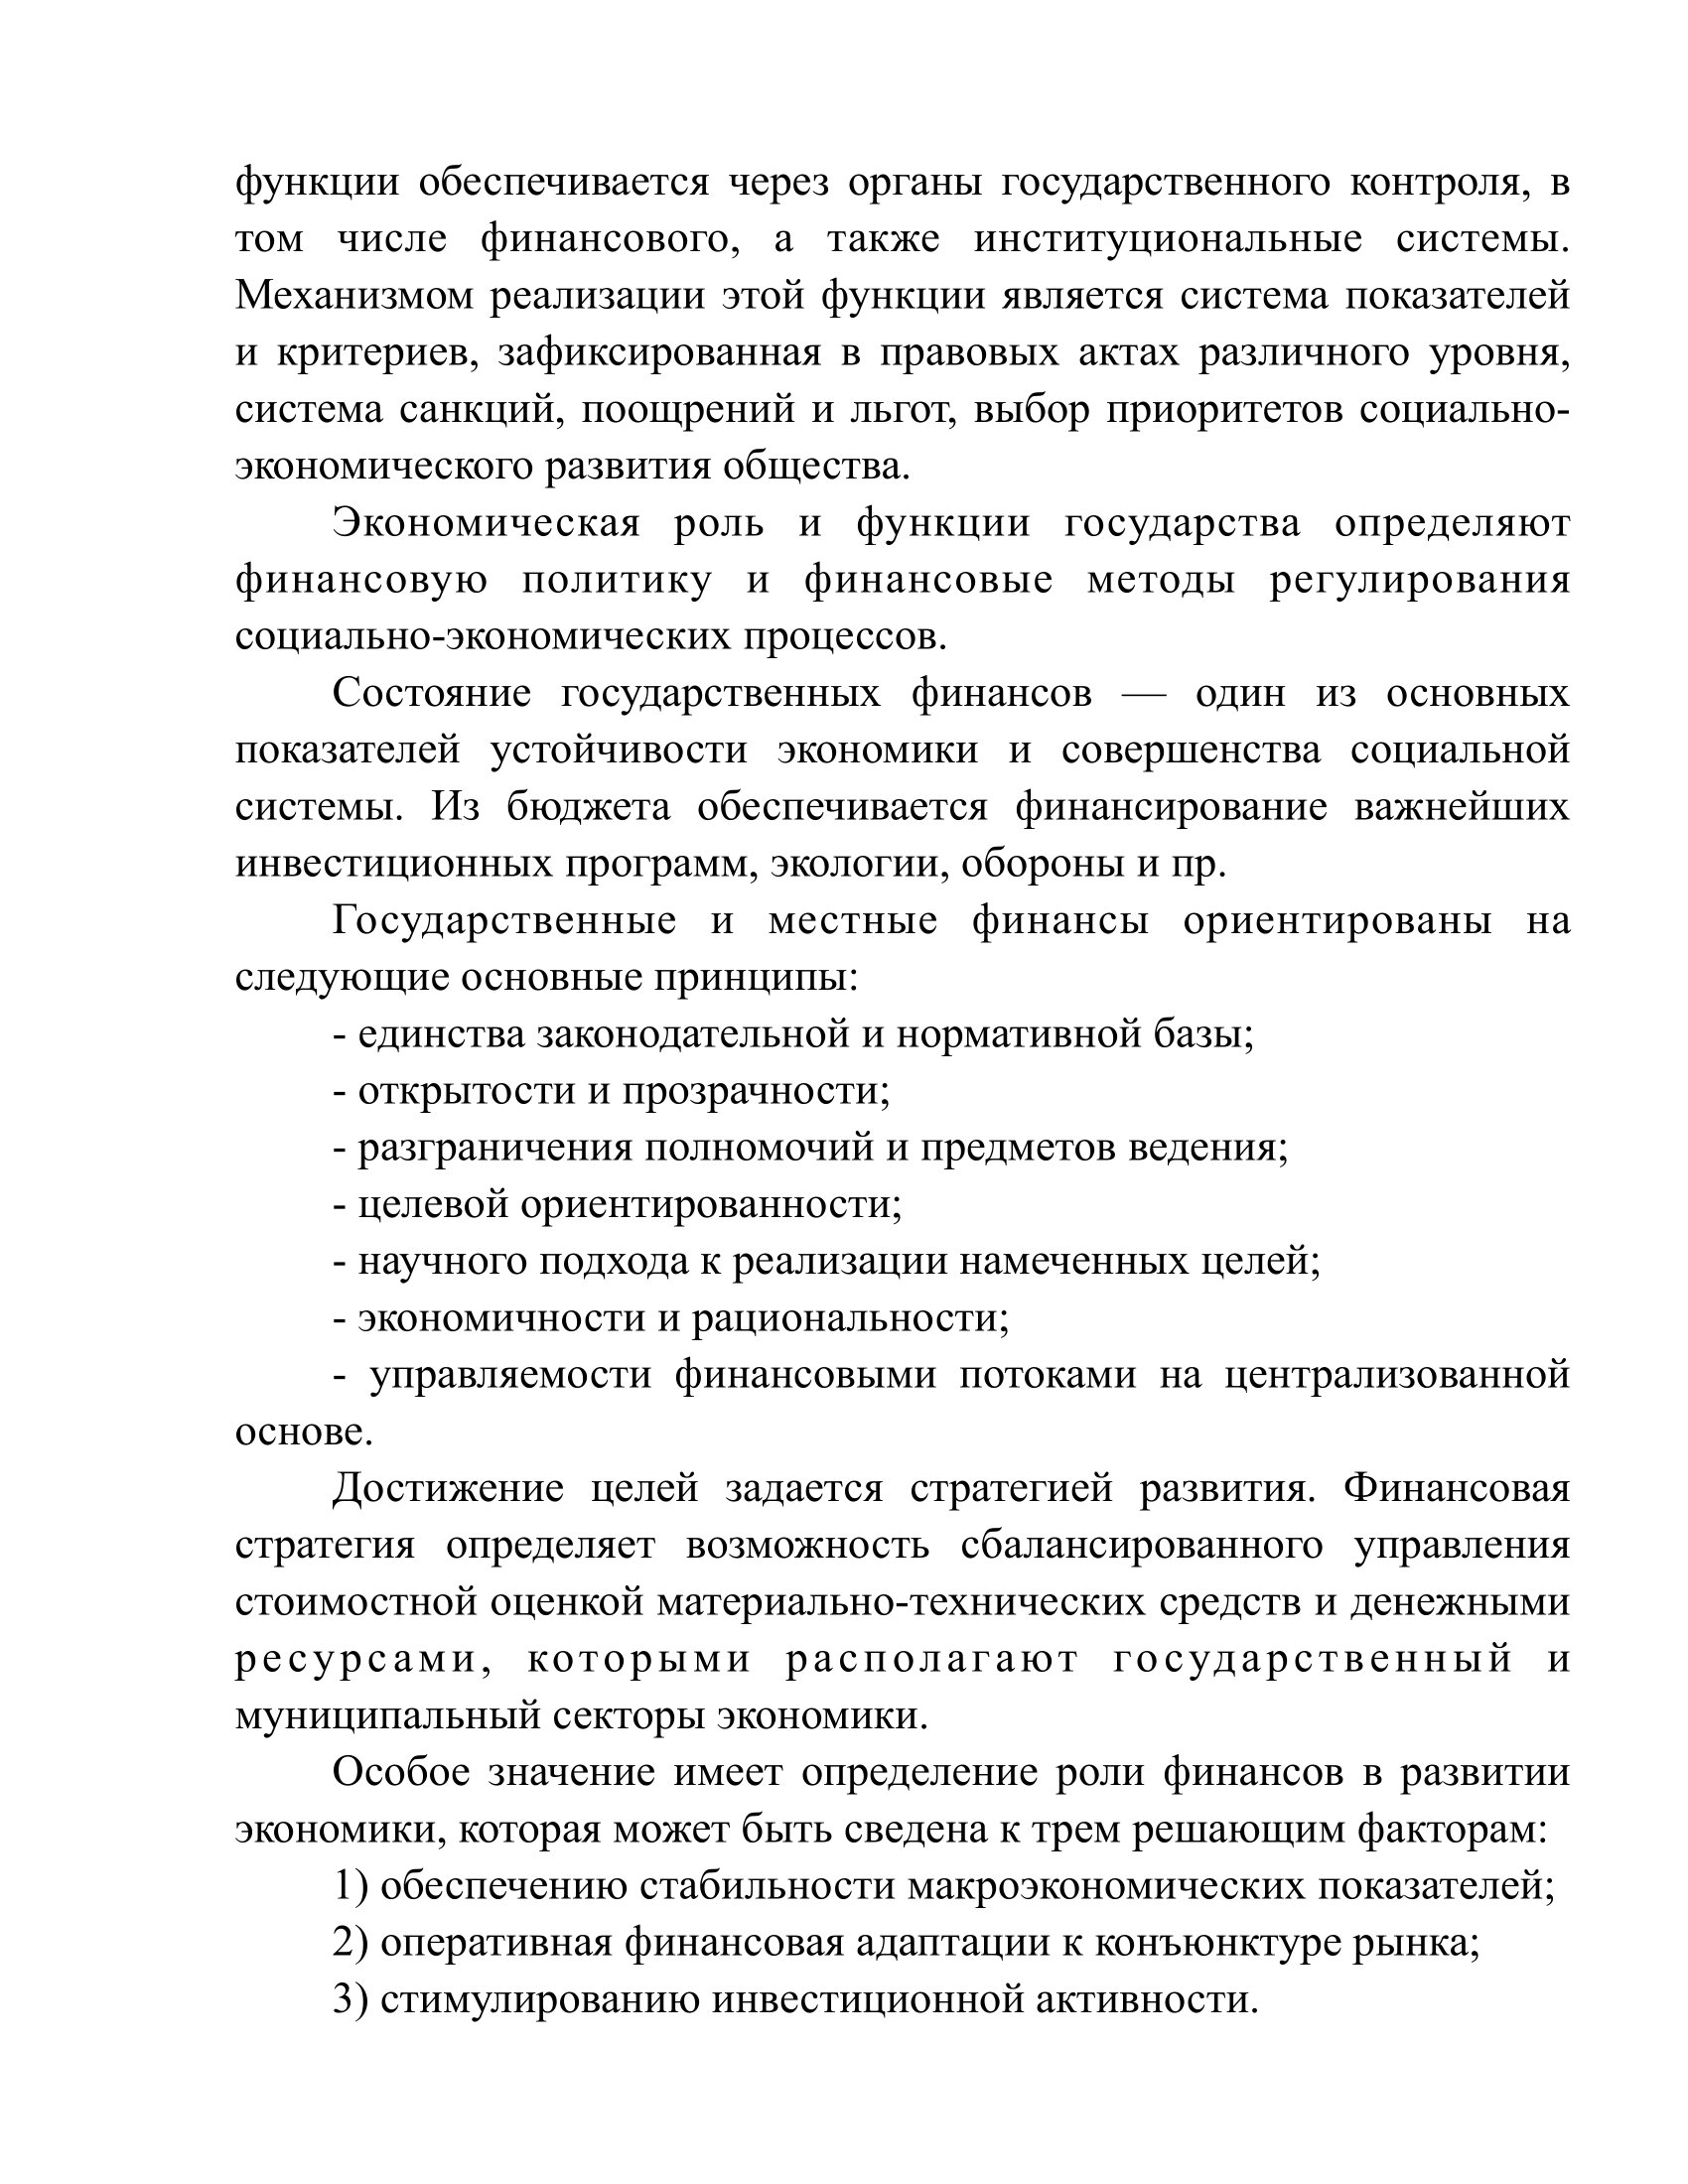 функции обеспечивается через органы государственного контроля, в
том числе финансового, а также институциональные системы.
Механизмом реализации этой функции является система показателей
и критериев, зафиксированная в правовых актах различного уровня,
система санкций, поощрений и льгот, выбор приоритетов социально-
экономического развития общества.
Экономическая роль и функции государства определяют
финансовую политику и финансовые методы регулирования
социально-экономических процессов.
Состояние государственных финансов — один из основных
показателей устойчивости экономики и совершенства социальной
системы. Из бюджета обеспечивается финансирование важнейших
инвестиционных программ, экологии, обороны и пр.
Государственные и местные финансы ориентированы на
следующие основные принципы:
- единства законодательной и нормативной базы;
- открытости и прозрачности;
- разграничения полномочий и предметов ведения;
- целевой ориентированности;
- научного подхода к реализации намеченных целей;
- экономичности и рациональности;
- управляемости финансовыми потоками на централизованной
основе.
Достижение целей задается стратегией развития. Финансовая
стратегия определяет возможность сбалансированного управления
стоимостной оценкой материально-технических средств и денежными
ресурсами, которыми располагают государственный и
муниципальный секторы экономики.
Особое значение имеет определение роли финансов в развитии
экономики, которая может быть сведена к трем решающим факторам:
1) обеспечению стабильности макроэкономических показателей;
2) оперативная финансовая адаптации к конъюнктуре рынка;
3) стимулированию инвестиционной активности.